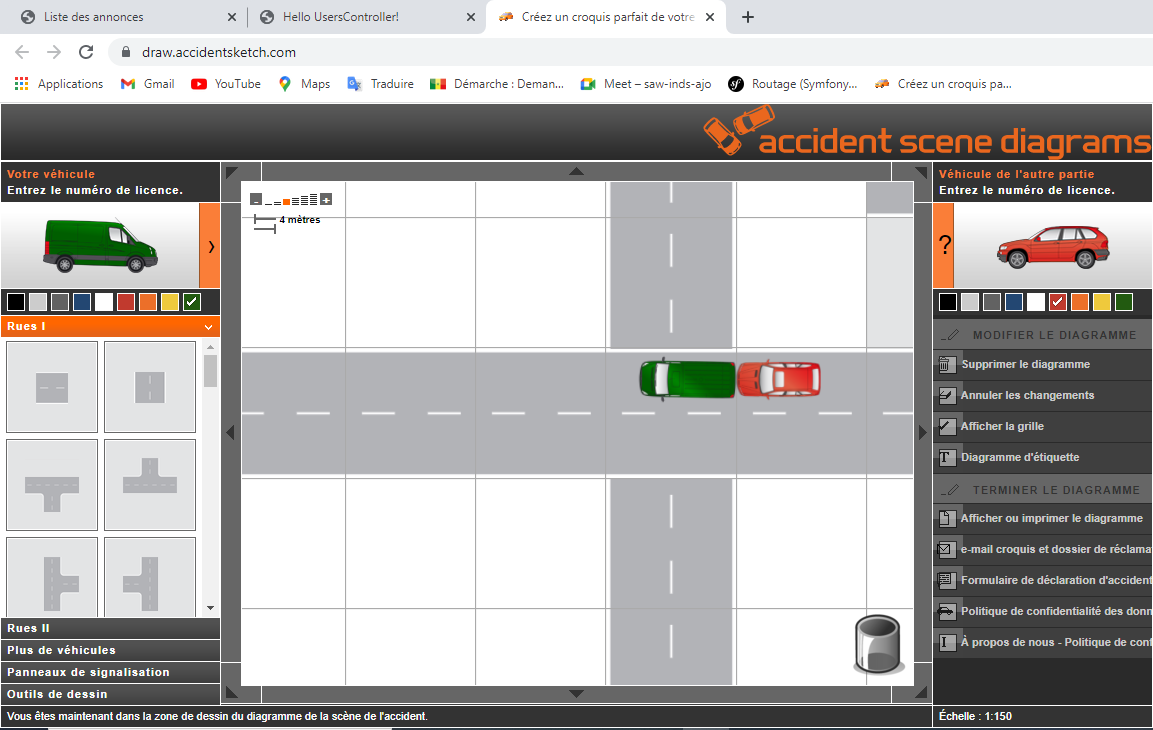 Liste des annonces
Hello UsersController!
Créez un croquis parfait de votre
draw.accidentsketch.com
Applications
Gmail
YouTube
Maps
Traduire
Démarche : Deman...
Meet – saw-inds-ajo
Routage (Symfony...
Créez un croquis parfait de pa...
accident scene diagrams
Votre véhicule
Entrez le numéro de licence.
Rues I
Rues II
Plus de véhicules
Panneaux de signalisation
Outils de dessin
4 mètres
Véhicule de l'autre partie
Entrez le numéro de licence.
?
MODIFIER LE DIAGRAMME
Supprimer le diagramme
Annuler les changements
Afficher la grille
T Diagramme d'étiquette
TERMINER LE DIAGRAMME
Afficher ou imprimer le diagramme
e-mail croquis et dossier de réclama
Formulaire de déclaration d'accident
Politique de confidentialité des donn
À propos de nous - Politique de conf
Vous êtes maintenant dans la zone de dessin du diagramme de la scène de l'accident.
Échelle : 1:150